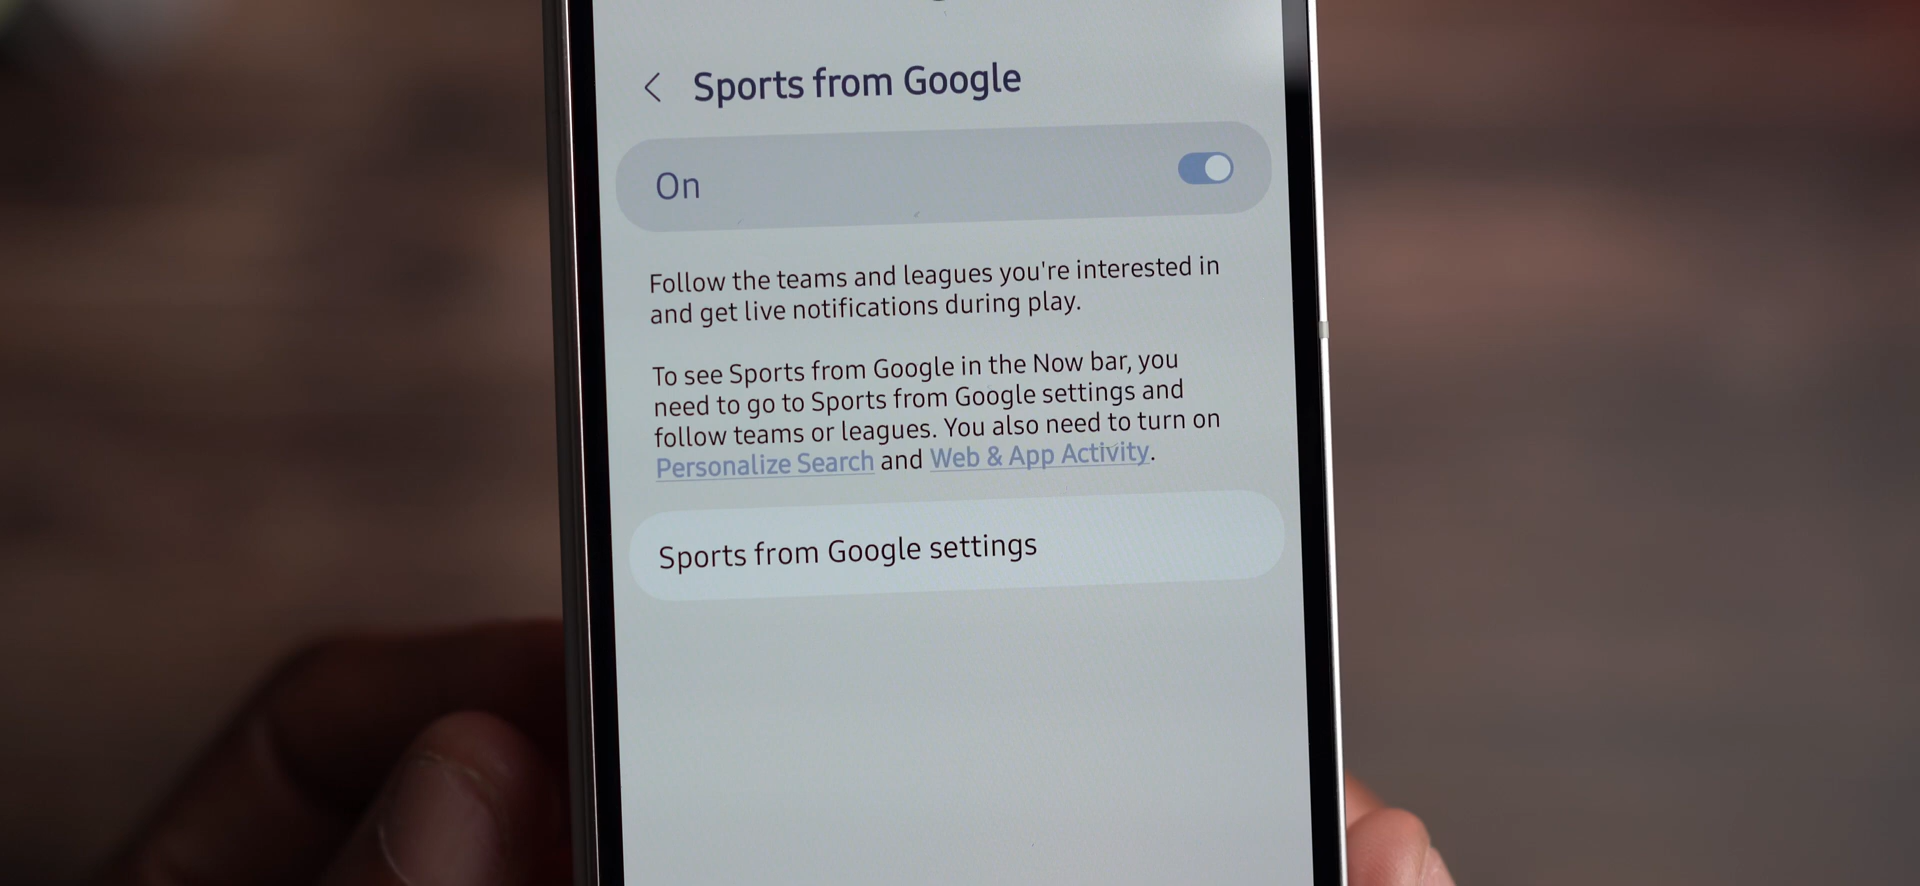 Sports from Google
On
Follow the teams and leagues you're interested in
and get live notifications during play.
To see Sports from Google in the Now bar, you
need to go to Sports from Google settings and
follow teams or leagues. You also need to turn on
Personalize Search and Web & App Activity.
Sports from Google settings